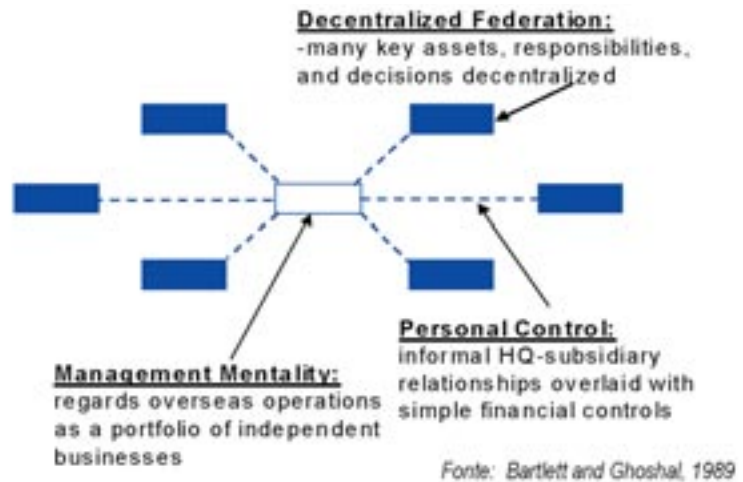 Decentralized Federation:
-many key assets, responsibilities,
and decisions decentralized
Personal Control:
informal HQ-subsidiary
relationships overlaid with
simple financial controls
Management Mentality:
regards overseas operations
as a portfolio of independent
businesses
Fonte: Bartlett and Ghoshal, 1989